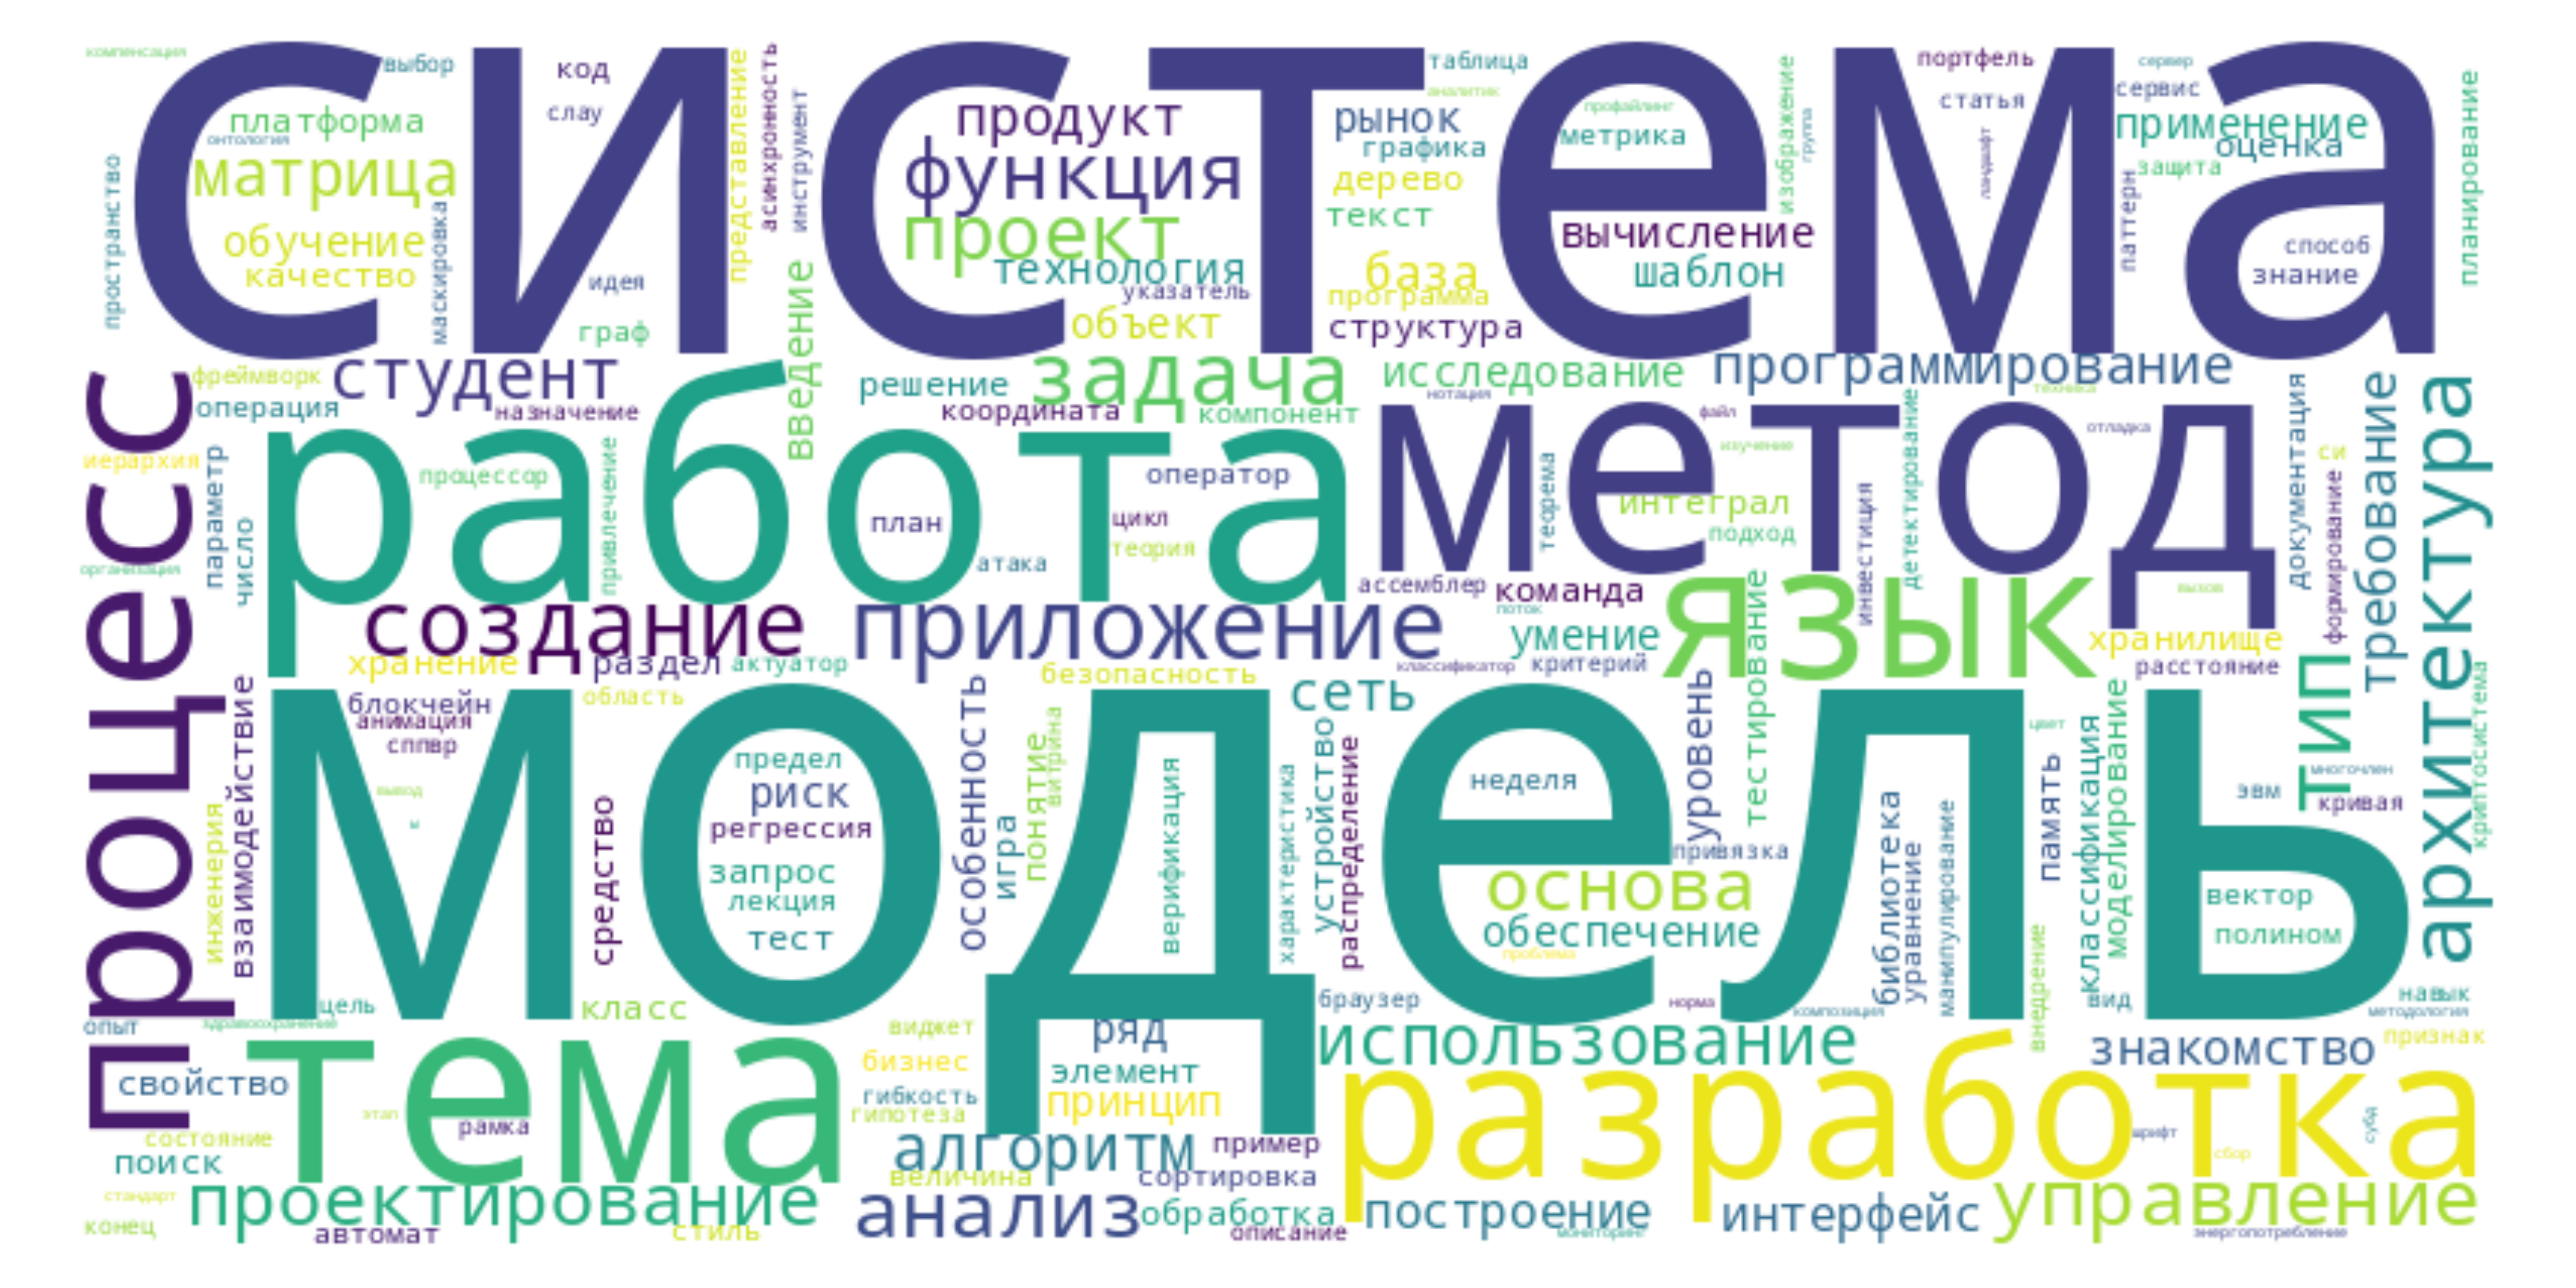 компенсация
система
выбор
код
слау
представление
асинхронность
инструмент
таблица
аналитик
портфель
статья
сервер
сервис
планирование
платформа
онтология
матрица
обучение
качество
пространство
маскировка
идея
граф
продукт
функция
проект
технология
указатель
объект
рынок
графика
дерево
текст
база
программа
структура
профайлинг
метрика
изображение
группа
вычисление
шаблон
ландшафт
применение
оценка
защита
паттерн
способ
знание
введение
фреймворк
студент
операция
назначение
решение
задача
координата
компонент
исследование
программирование
техника
нотация
файл
отладка
изучение
процесс
иерархия
параметр
число
организация
работа
процессор
привлечение
план
оператор
цикл
теория
атака
метод
теорема
интеграл
подход
инвестиция
детектирование
документация
си
формирование
требование
архитектура
вызов
ассемблер
команда
поток
язык
создание
приложение
умение
тестирование
хранилище
расстояние
хранение
раздел
актуатор
безопасность
классификатор
критерий
тип
криптосистема
взаимодействие
инженерия
модель
блокчейн
анимация
сппвр
область
вывод
ы
средство
предел
риск
регрессия
запрос
лекция
тест
особенность
игра
понятие
витрина
верификация
характеристика
сеть
устройство
распределение
неделя
уровень
привязка
основа
обеспечение
проблема
библиотека
уравнение
манипулирование
цвет
память
классификация
моделирование
внедрение
многочлен
эвм
кривая
вектор
полином
навык
методология
вид
цель
класс
опыт
здравоохранение
браузер
норма
композиция
тема
свойство
этап
рамка
виджет
бизнес
гибкость
гипотеза
ряд
элемент
принцип
использование
знакомство
признак
разработка
шрифт
сбор
субд
состояние
поиск
стандарт
конец
проектирование
автомат
стиль
алгоритм
пример
величина
сортировка
анализ
обработка
описание
построение
мониторинг
интерфейс
управление
энергопотребление